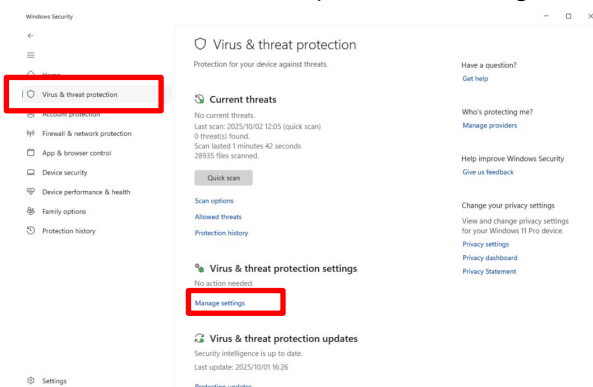 Windows Security
Home
Virus & threat protection
Account protection
Firewall & network protection
App & browser control
Device security
Device performance & health
Family options
Protection history
Settings
Virus & threat protection
Protection for your device against threats.
Current threats
No current threats.
Last scan: 2025/10/02 12:05 (quick scan)
0 threat(s) found.
Scan lasted 1 minutes 42 seconds
28935 files scanned.
Quick scan
Scan options
Allowed threats
Protection history
Virus & threat protection settings
No action needed.
Manage settings
Virus & threat protection updates
Security intelligence is up to date.
Last update: 2025/10/01 16:26
Protection updates
Have a question?
Get help
Who's protecting me?
Manage providers
Help improve Windows Security
Give us feedback
Change your privacy settings
View and change privacy settings
for your Windows 11 Pro device.
Privacy settings
Privacy dashboard
Privacy Statement